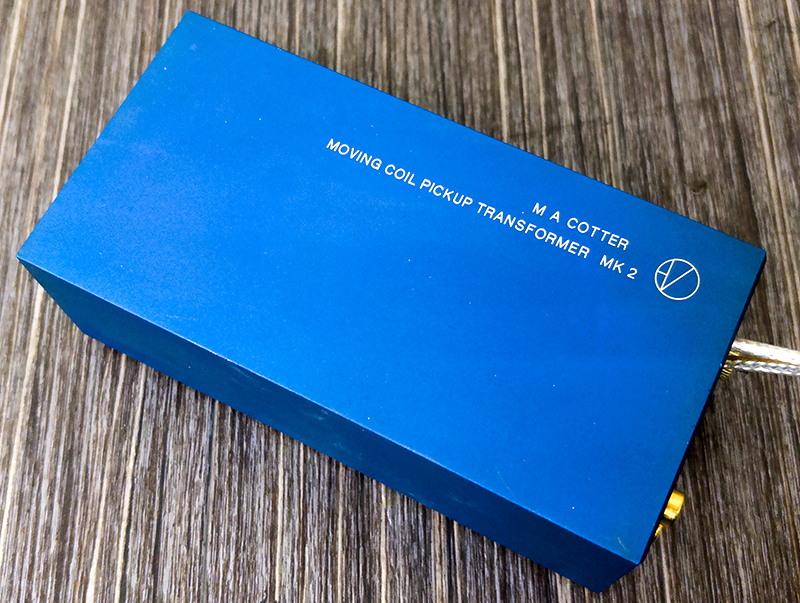 M A COTTER
MOVING COIL PICKUP TRANSFORMER MK 2